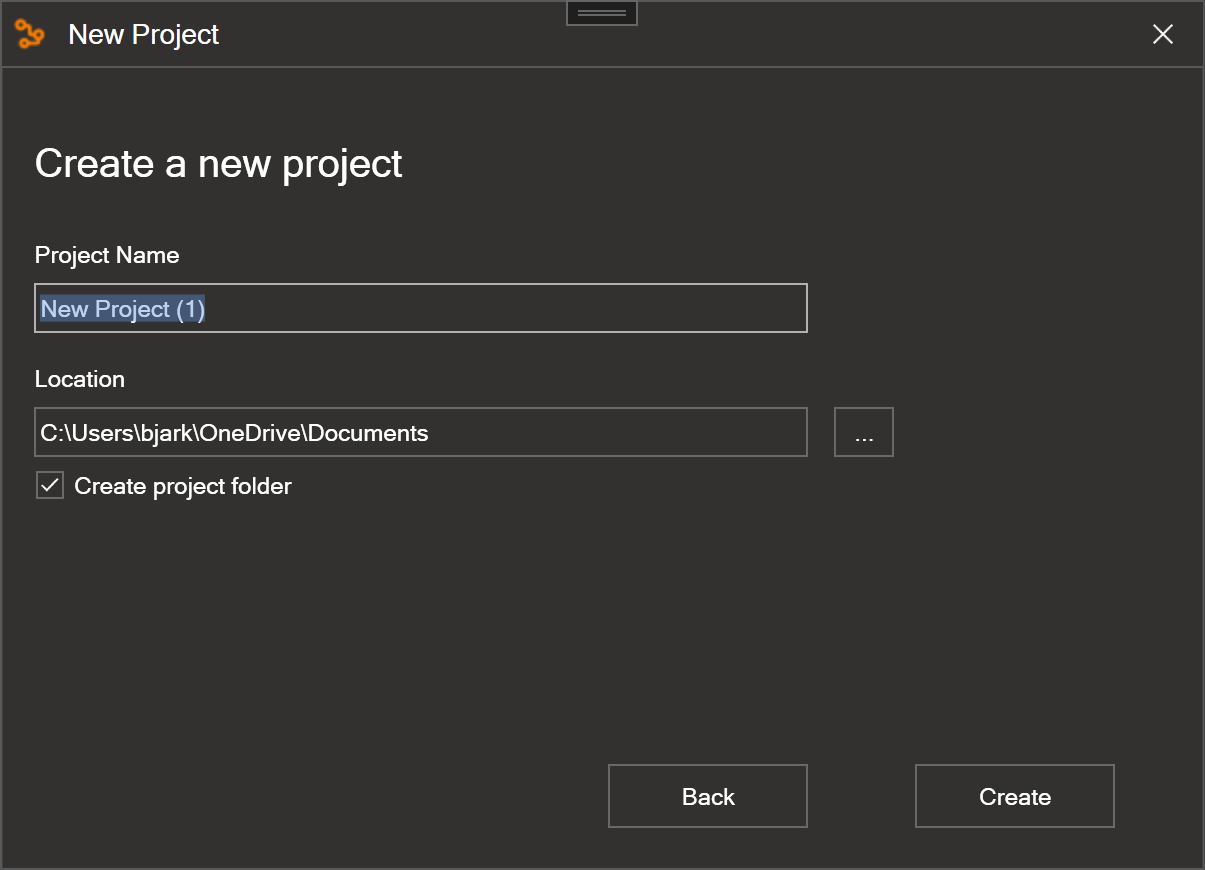 New Project
Create a new project
Project Name
New Project (1)
Location
C:\Users\bjark\OneDrive\Documents
...
Create project folder
Back
Create